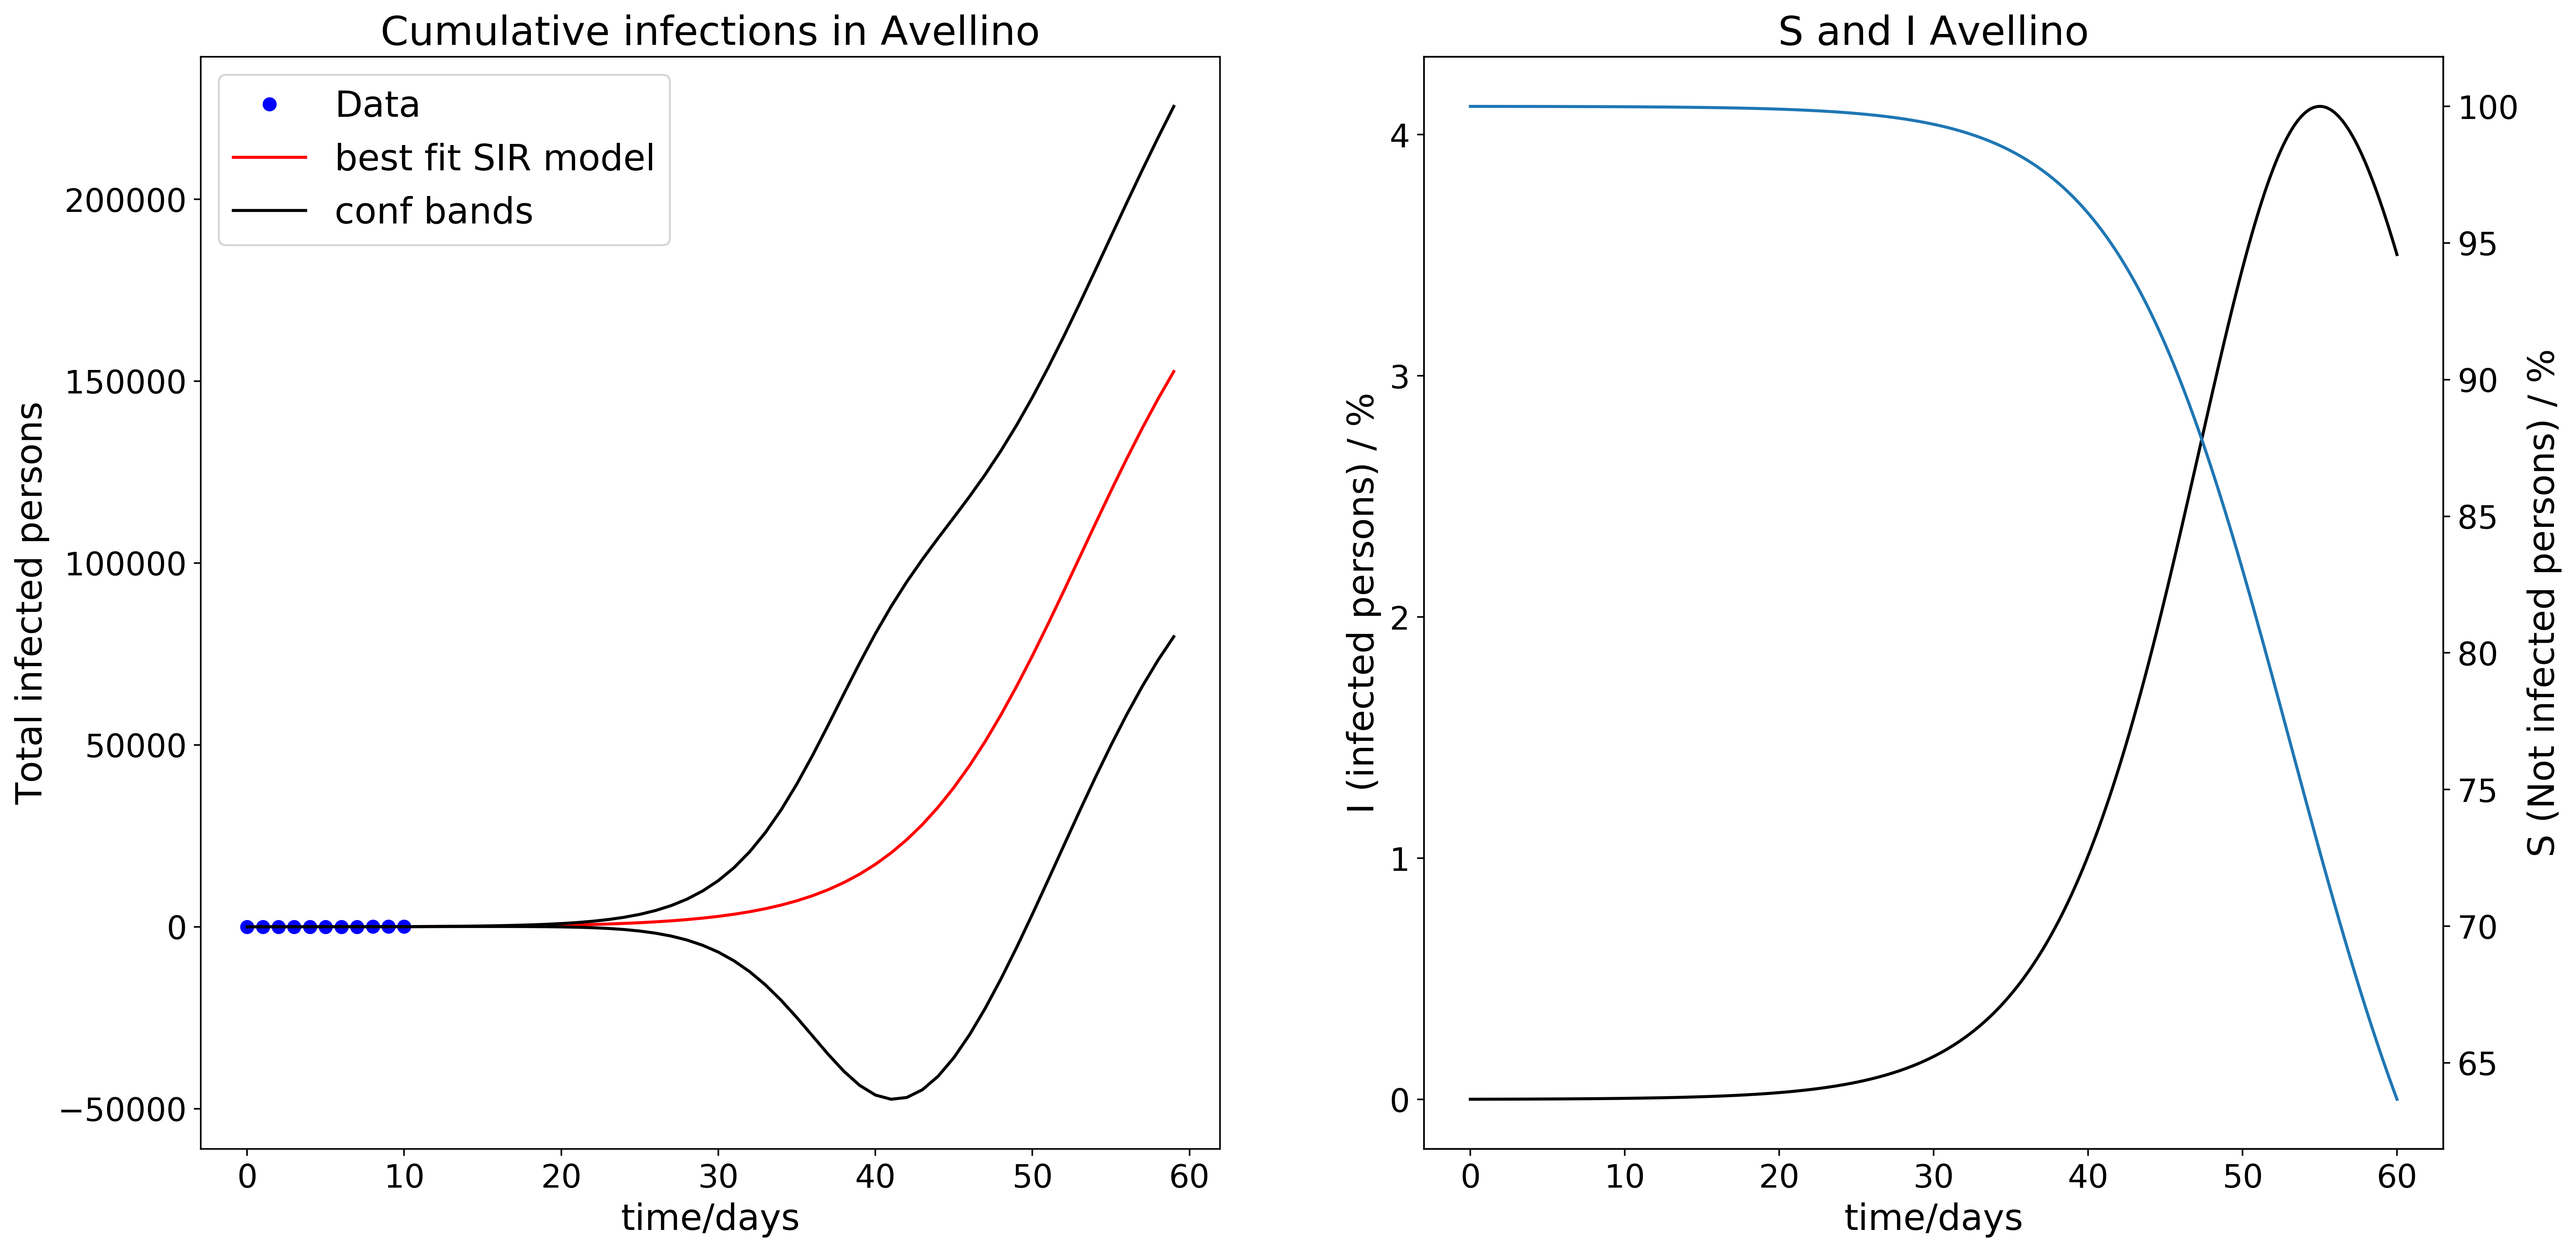 Cumulative infections in Avellino
Data
best fit SIR model
conf bands
Total infected persons
200000
150000
100000
50000
0
−50000
0 10 20 30 40 50 60
time/days
S and I Avellino
I (infected persons) / %
4
3
2
1
0
0 10 20 30 40 50 60
time/days
100
95
90
85
80
75
70
65
S (Not infected persons) / %